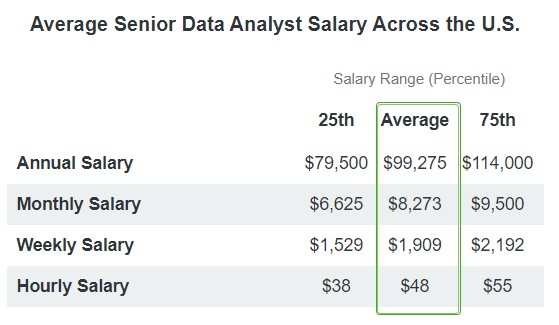 Average Senior Data Analyst Salary Across the U.S.
Salary Range (Percentile)
25th Average 75th
Annual Salary $79,500 $99,275 $114,000
Monthly Salary $6,625 $8,273 $9,500
Weekly Salary $1,529 $1,909 $2,192
Hourly Salary $38 $48 $55